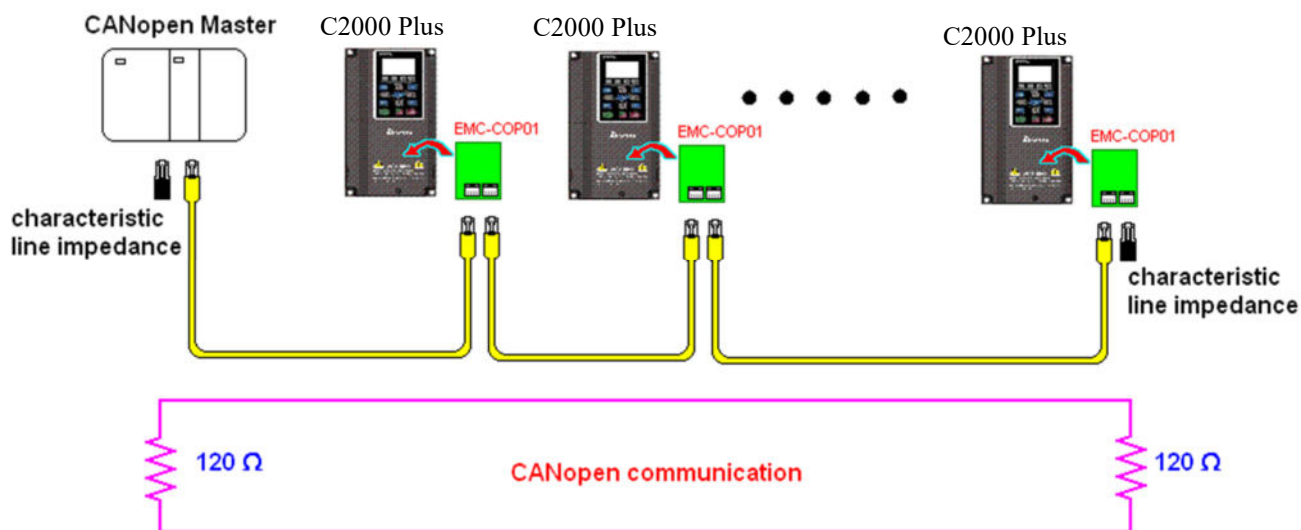 CANopen Master
C2000 Plus
C2000 Plus
C2000 Plus
EMC-COP01
EMC-COP01
EMC-COP01
characteristic
line impedance
characteristic
line impedance
120 Ω
CANopen communication
120 Ω